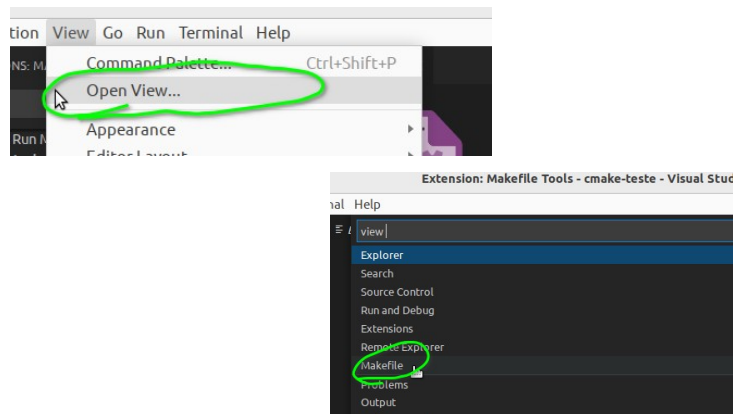 tion View Go Run Terminal Help
NS: M
Command Palette... Ctrl+Shift+P
Open View...
Run M
Appearance
Editor Layout
Extension: Makefile Tools - cmake-teste - Visual Stud
nal Help
view
Explorer
Search
Source Control
Run and Debug
Extensions
Remote Explorer
Makefile
Problems
Output